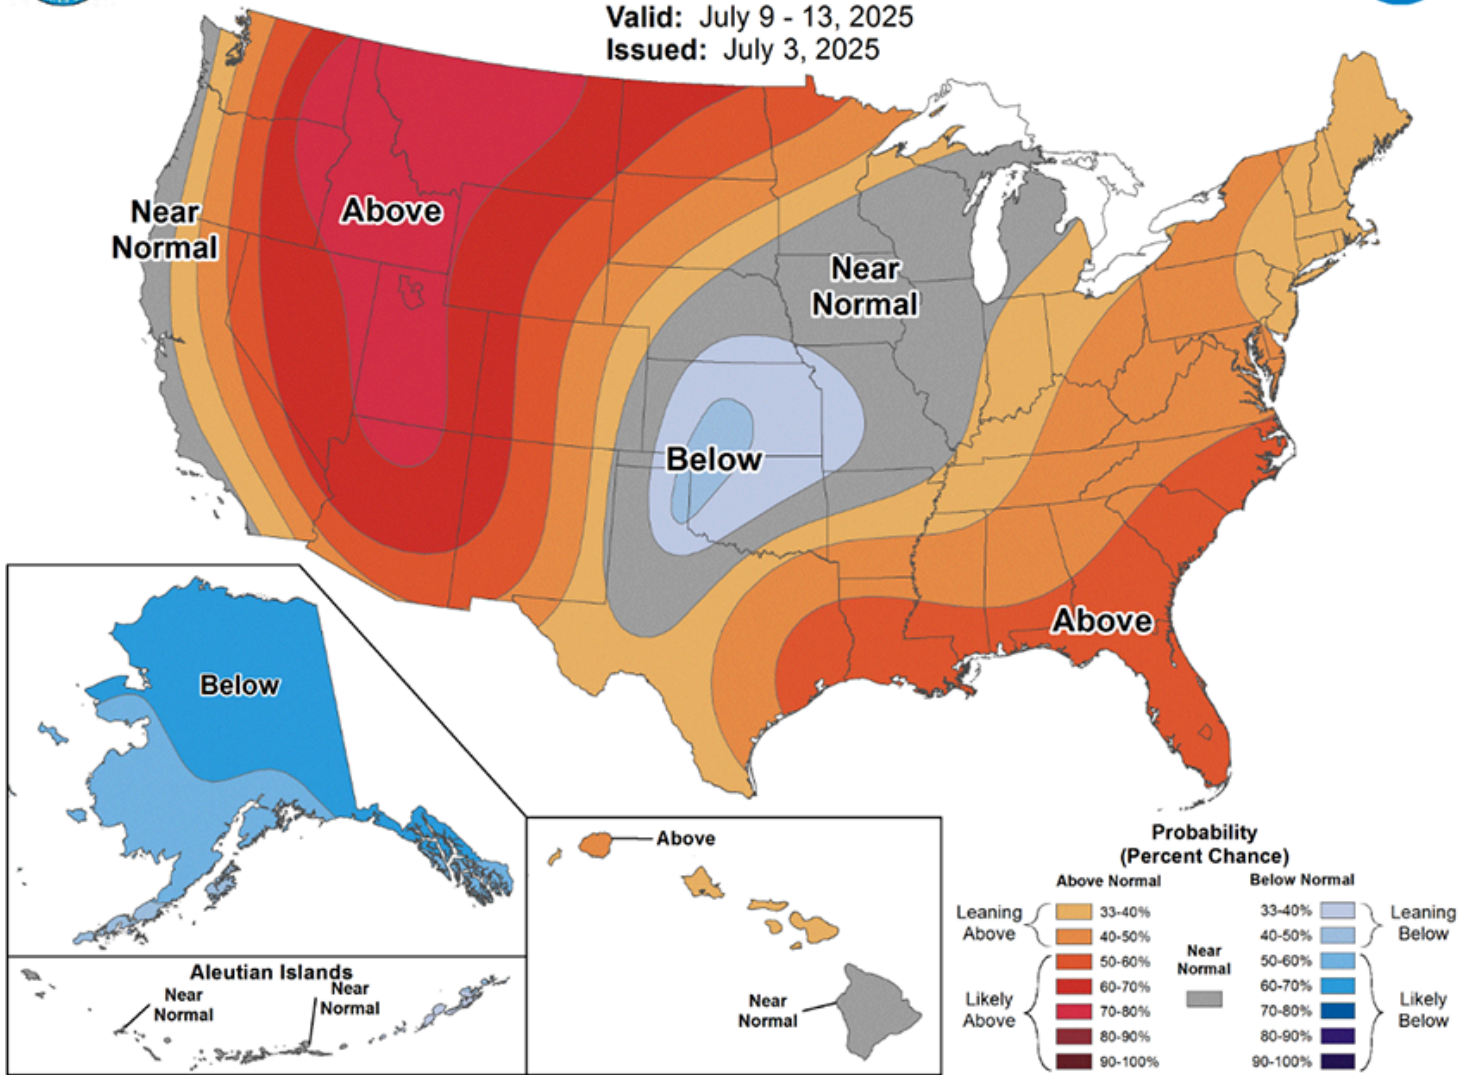 Valid: July 9 - 13, 2025
Issued: July 3, 2025
Near
Normal
Above
Near
Normal
Below
Above
Below
Aleutian Islands
Near
Normal
Near
Normal
Above
Near
Normal
Probability
(Percent Chance)
Above Normal
Below Normal
Leaning
Above
33-40%
40-50%
Likely
Above
50-60%
60-70%
70-80%
80-90%
90-100%
Near
Normal
33-40%
40-50%
Leaning
Below
50-60%
60-70%
70-80%
80-90%
90-100%
Likely
Below